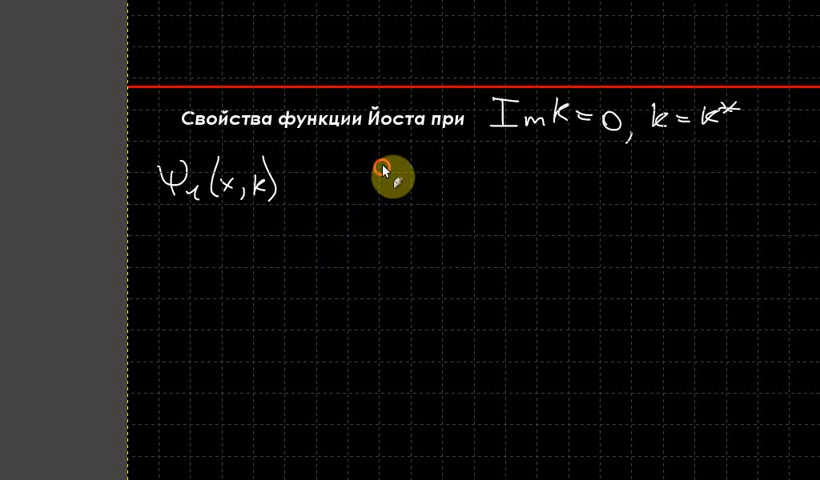 Свойства функции Йоста при Im k = 0, k = k*
ψ₁(x, k)